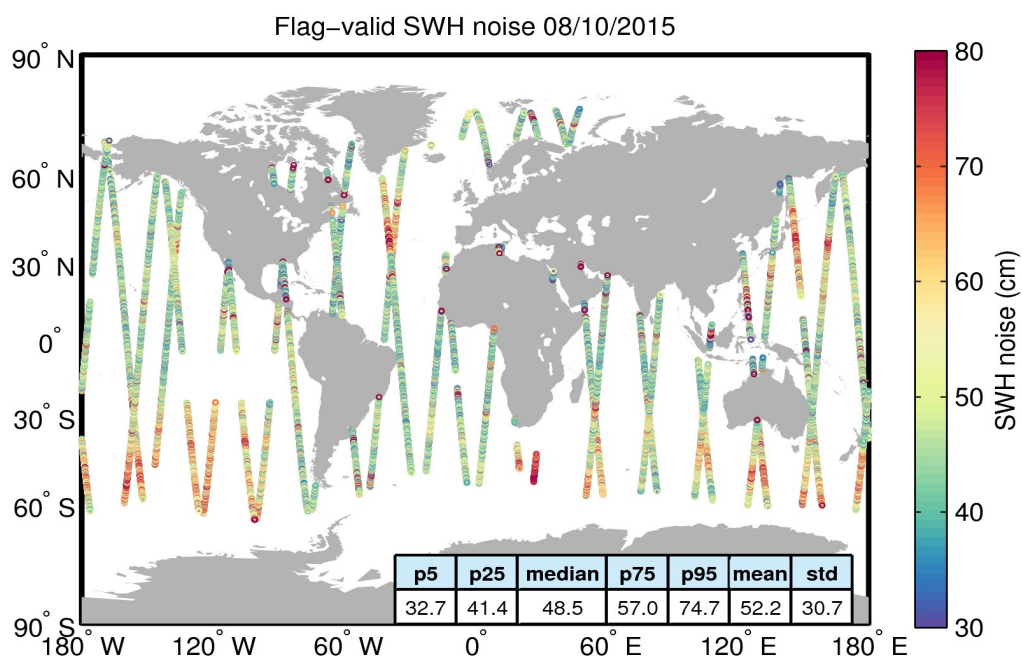 Flag−valid SWH noise 08/10/2015
90° N
60° N
30° N
0°
30° S
60° S
90° S
180° W 120° W 60° W 0° 60° E 120° E 180° E
80
70
60
50
40
30
SWH noise (cm)
p5 p25 median p75 p95 mean std
32.7 41.4 48.5 57.0 74.7 52.2 30.7